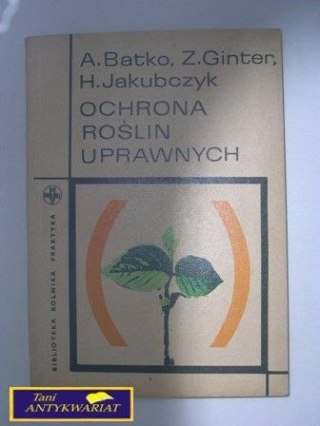 A. Batko, Z. Ginter,
H. Jakubczyk
OCHRONA
ROŚLIN
UPRAWNYCH
BIBLIOTEKA ROLNIKA PRAKTYKA
Tani
ANTYKWARIAT